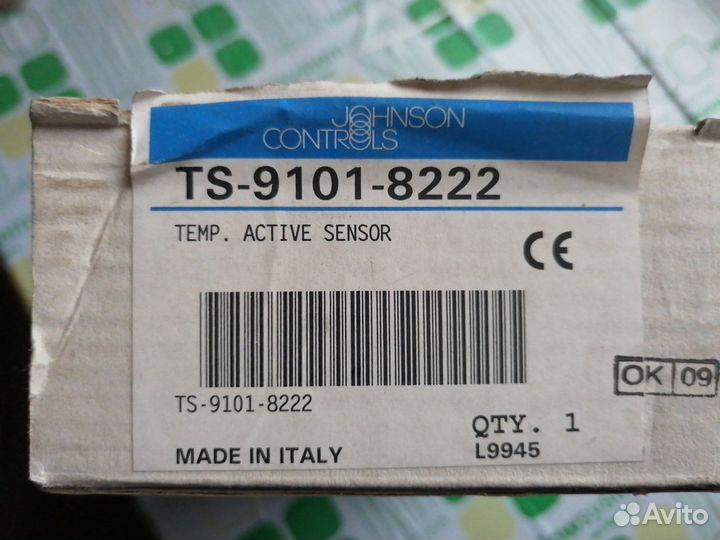 JOHNSON
CONTROLS
TS-9101-8222
TEMP. ACTIVE SENSOR
CE
TS-9101-8222
OK 09
QTY. 1
MADE IN ITALY
L9945
Avito